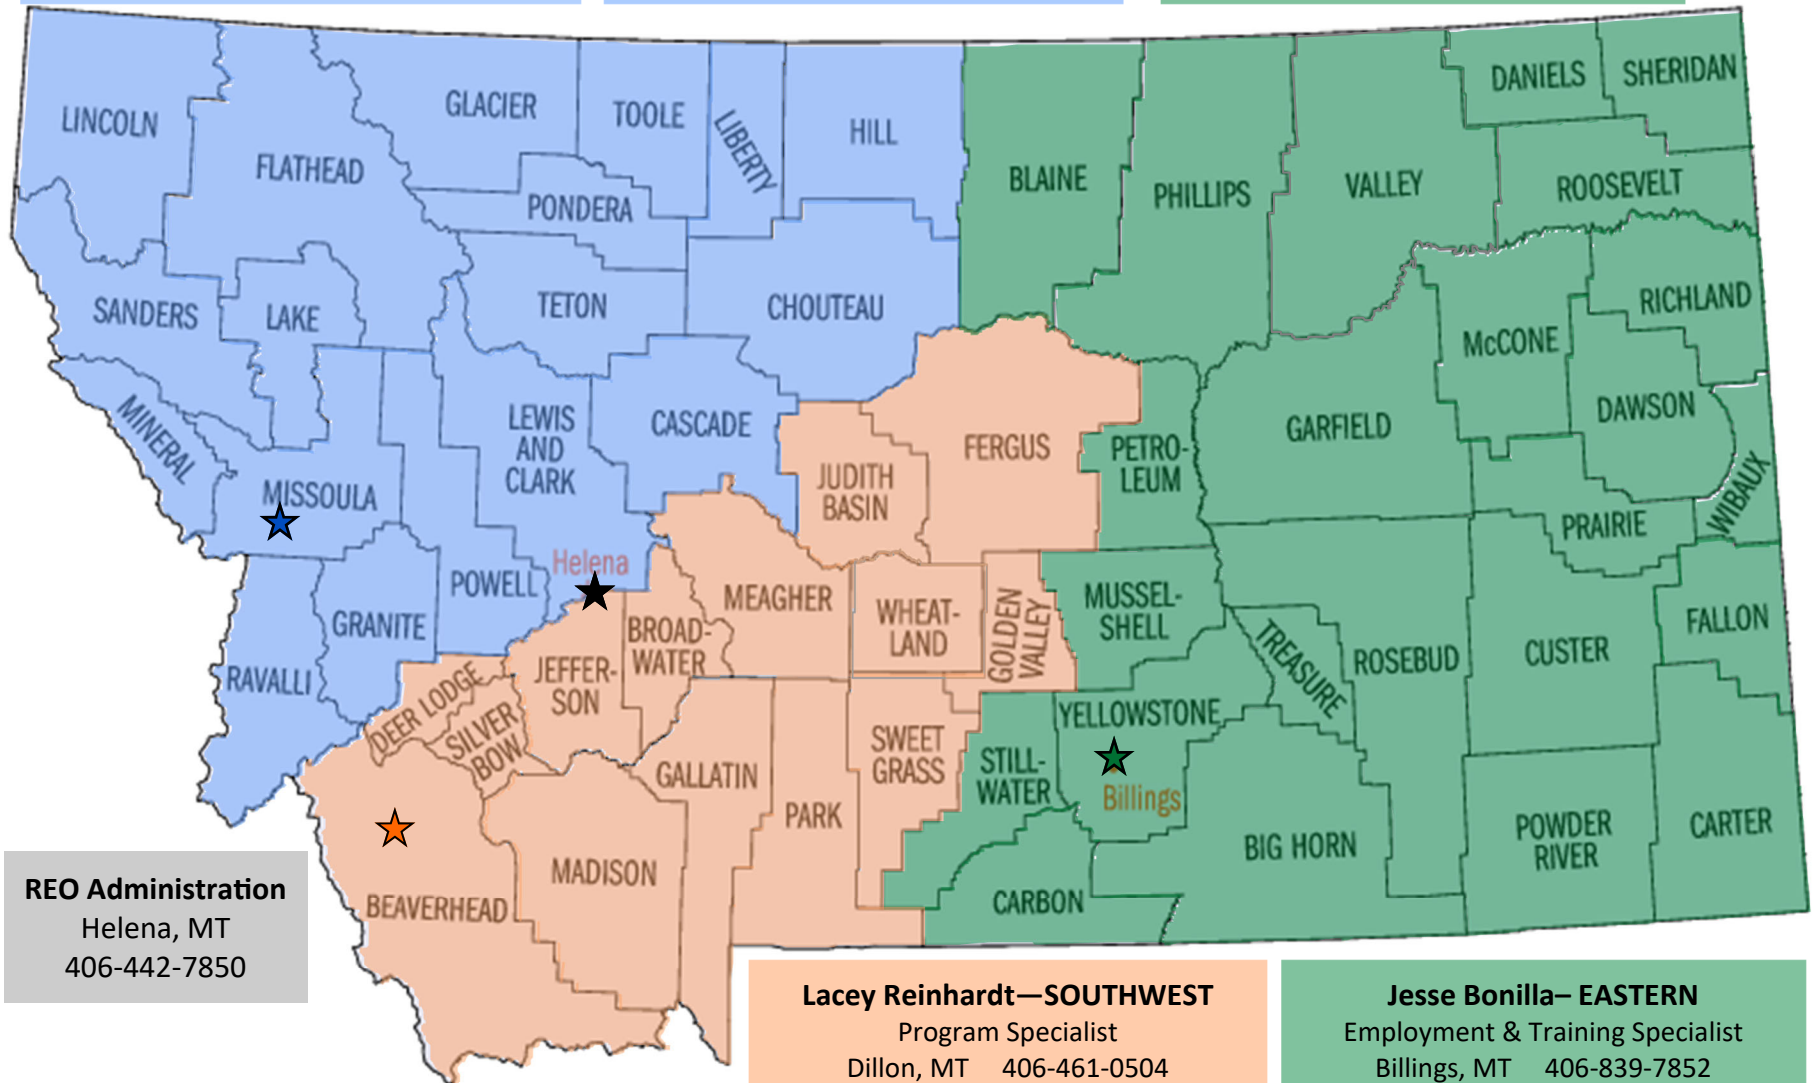 DANIELS
SHERIDAN
LINCOLN
GLACIER
TOOLE
LIBERTY
HILL
FLATHEAD
PONDERA
BLAINE
PHILLIPS
VALLEY
ROOSEVELT
SANDERS
LAKE
TETON
CHOUTEAU
RICHLAND
McCONE
MINERAL
LEWIS
AND
CLARK
CASCADE
JUDITH
BASIN
FERGUS
PETRO-
LEUM
GARFIELD
DAWSON
WIBAUX
MISSOULA
PRAIRIE
Helena
POWELL
GRANITE
RAVALLI
MEAGHER
BROAD-
WATER
WHEAT-
LAND
GOLDEN
VALLEY
MUSSEL-
SHELL
TREASURE
ROSEBUD
CUSTER
FALLON
DEER LODGE
SILVER
BOW
JEFFER-
SON
GALLATIN
PARK
SWEET
GRASS
STILL-
WATER
YELLOWSTONE
Billings
BIG HORN
POWDER
RIVER
CARTER
BEAVERHEAD
MADISON
CARBON
REO Administration
Helena, MT
406-442-7850
Lacey Reinhardt—SOUTHWEST
Program Specialist
Dillon, MT 406-461-0504
Jesse Bonilla– EASTERN
Employment & Training Specialist
Billings, MT 406-839-7852